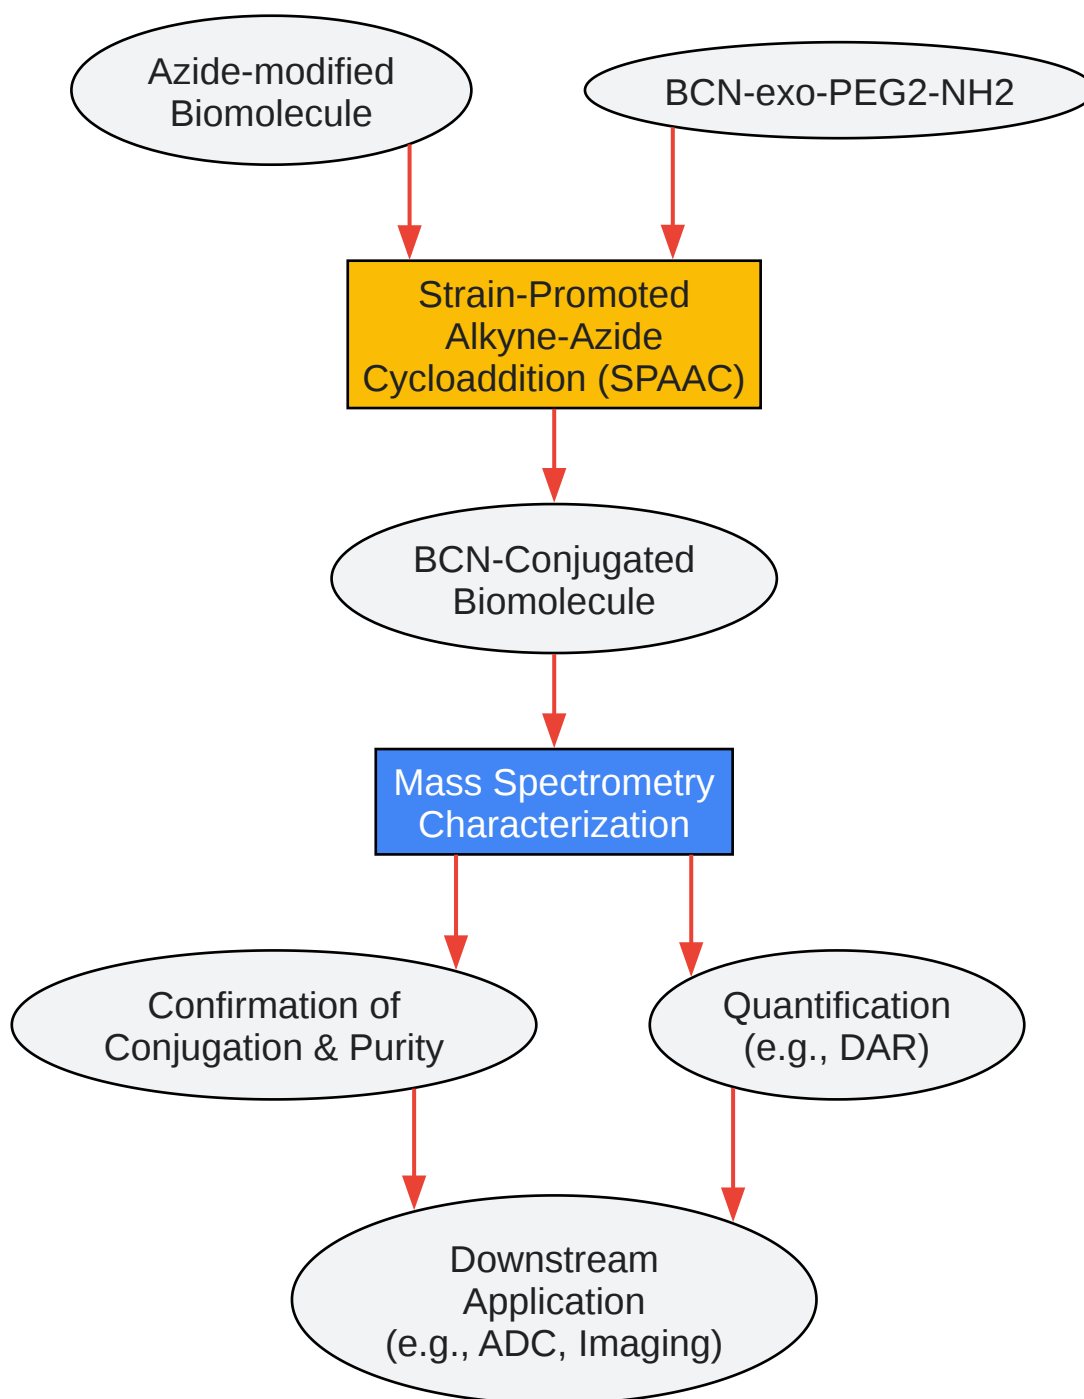 Azide-modified
Biomolecule
BCN-exo-PEG2-NH2
Strain-Promoted
Alkyne-Azide
Cycloaddition (SPAAC)
BCN-Conjugated
Biomolecule
Mass Spectrometry
Characterization
Confirmation of
Conjugation & Purity
Quantification
(e.g., DAR)
Downstream
Application
(e.g., ADC, Imaging)